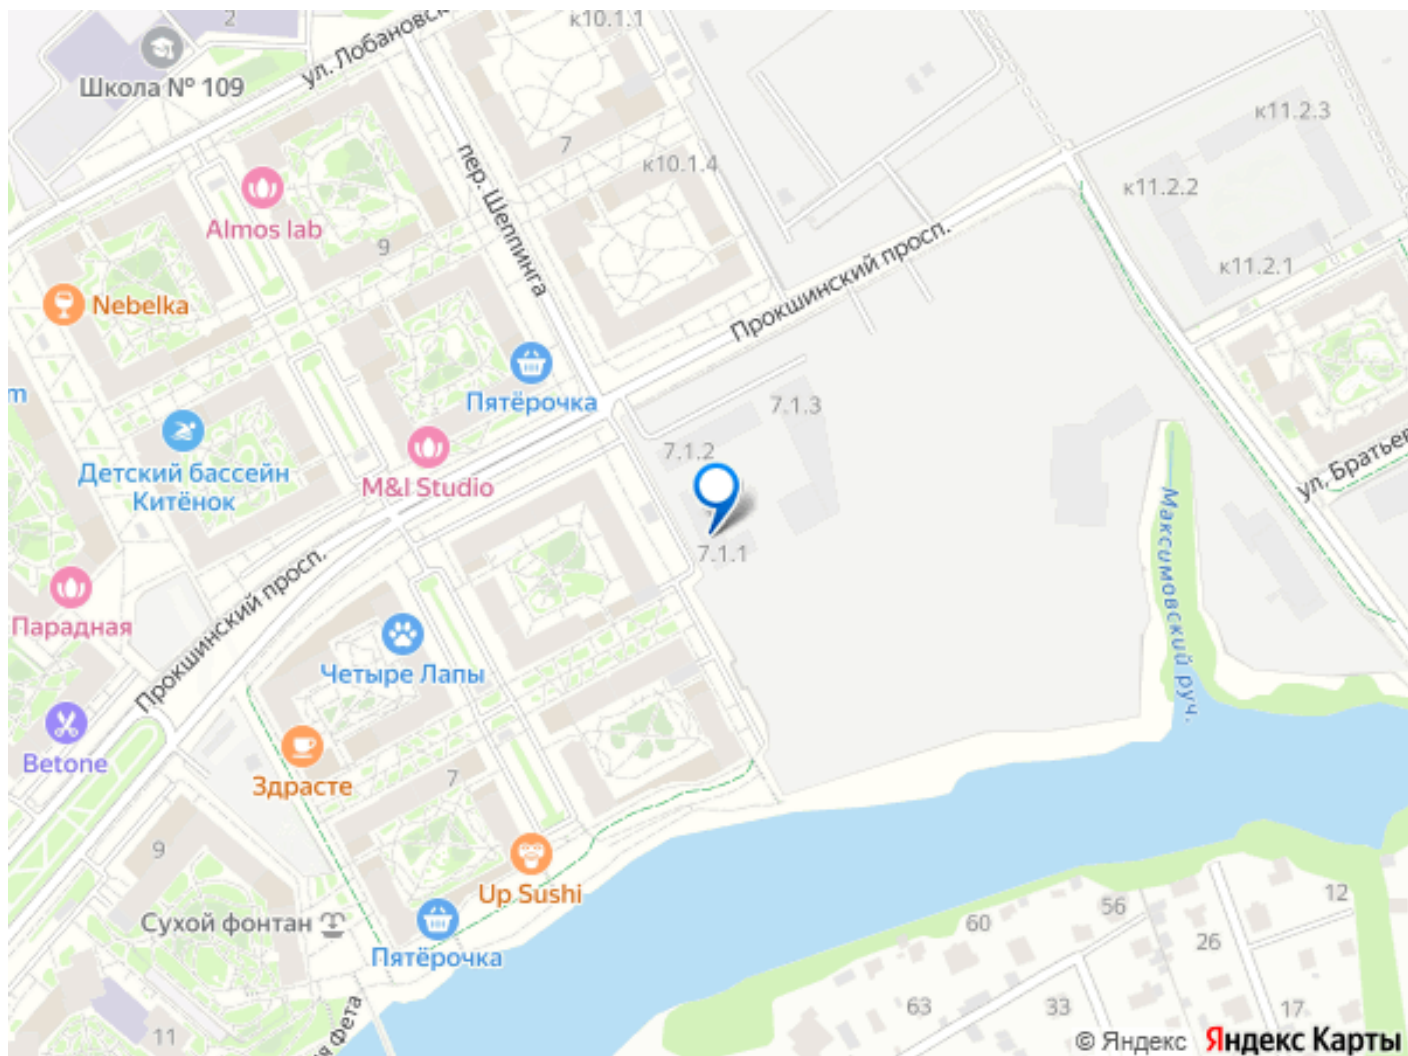 2
к10.1.1
ул. Лобановск
Школа № 109
к11.2.3
7
к10.1.4
пер. Шеппинга
к11.2.2
Almos lab
9
Прокшинский просп.
к11.2.1
Nebelka
m
Пятёрочка
7.1.3
7.1.2
ул. Братьев
Детский бассейн
Китёнок
M&I Studio
7.1.1
Максимовский руч.
Прокшинский просп.
Парадная
Четыре Лапы
Betone
Здрасте
7
9
Up Sushi
Сухой фонтан
Пятёрочка
60
56
12
26
63
33
17
11
ая Фета
© Яндекс
Яндекс Карты